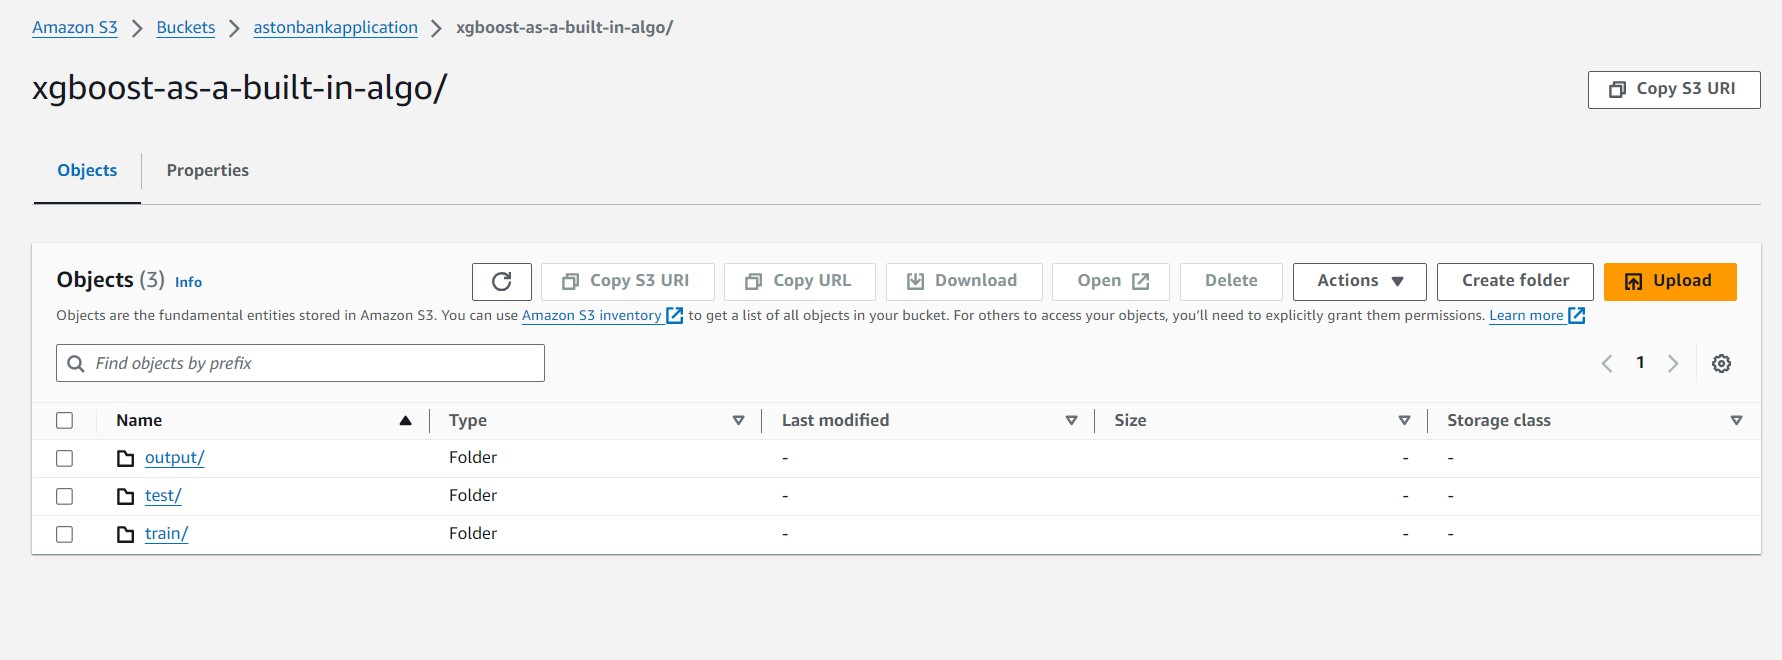 Amazon S3 > Buckets > astonbankapplication > xgboost-as-a-built-in-algo/
xgboost-as-a-built-in-algo/
Copy S3 URI
Objects Properties
Objects (3) Info Copy S3 URI Copy URL Download Open Delete Actions Create folder Upload
Objects are the fundamental entities stored in Amazon S3. You can use Amazon S3 inventory to get a list of all objects in your bucket. For others to access your objects, you'll need to explicitly grant them permissions. Learn more
Find objects by prefix 1
Name Type Last modified Size Storage class
output/ Folder - - -
test/ Folder - - -
train/ Folder - - -